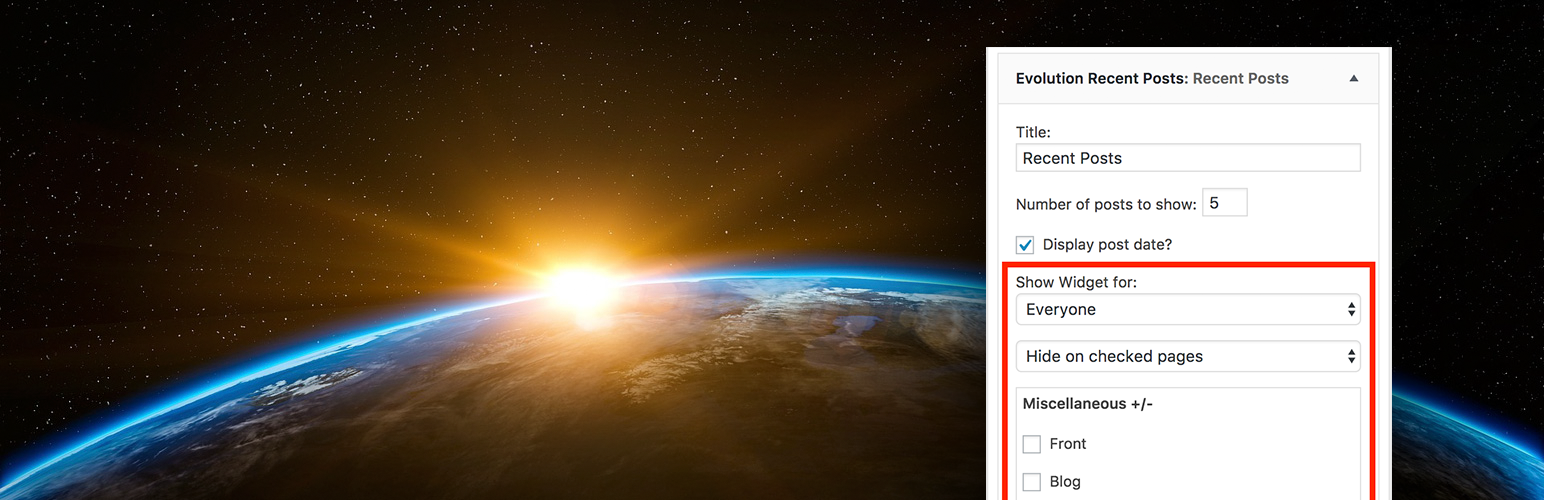 Evolution Recent Posts: Recent Posts
Title:
Recent Posts
Number of posts to show: 5
Display post date?
Show Widget for:
Everyone
Hide on checked pages
Miscellaneous +/-
Front
Blog